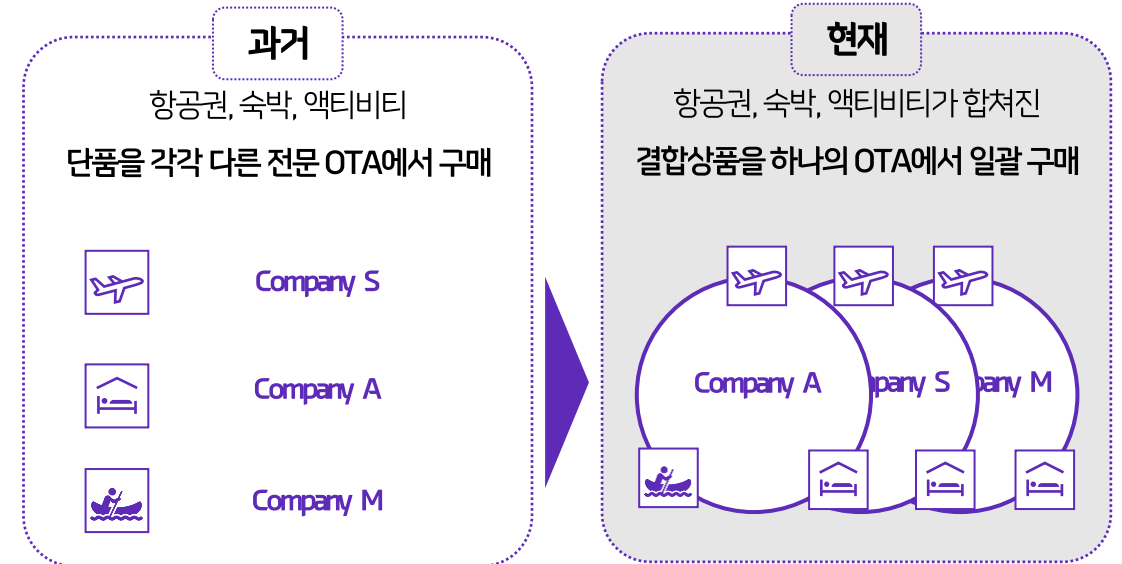 과거
항공권, 숙박, 액티비티
단품을 각각 다른 전문 OTA에서 구매
Company S
Company A
Company M
현재
항공권, 숙박, 액티비티가 합쳐진
결합상품을 하나의 OTA에서 일괄 구매
Company A
pany S
pany M